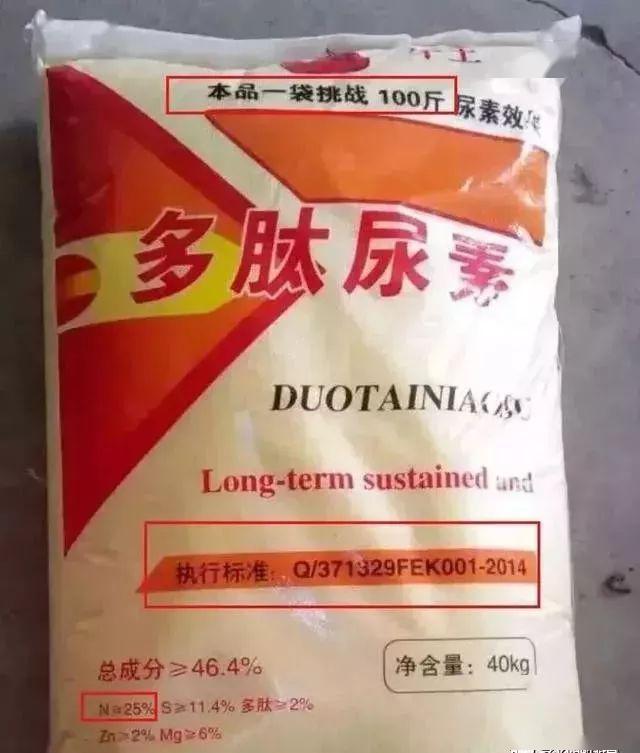 本品一袋挑战 100斤 尿素效果
多肽尿素
DUOTAINIAOSU
Long-term sustained and
执行标准：Q/371329FEK001-2014
总成分≥46.4%
净含量：40kg
N≥25% S≥11.4% 多肽≥2%
Zn≥2% Mg≥6%